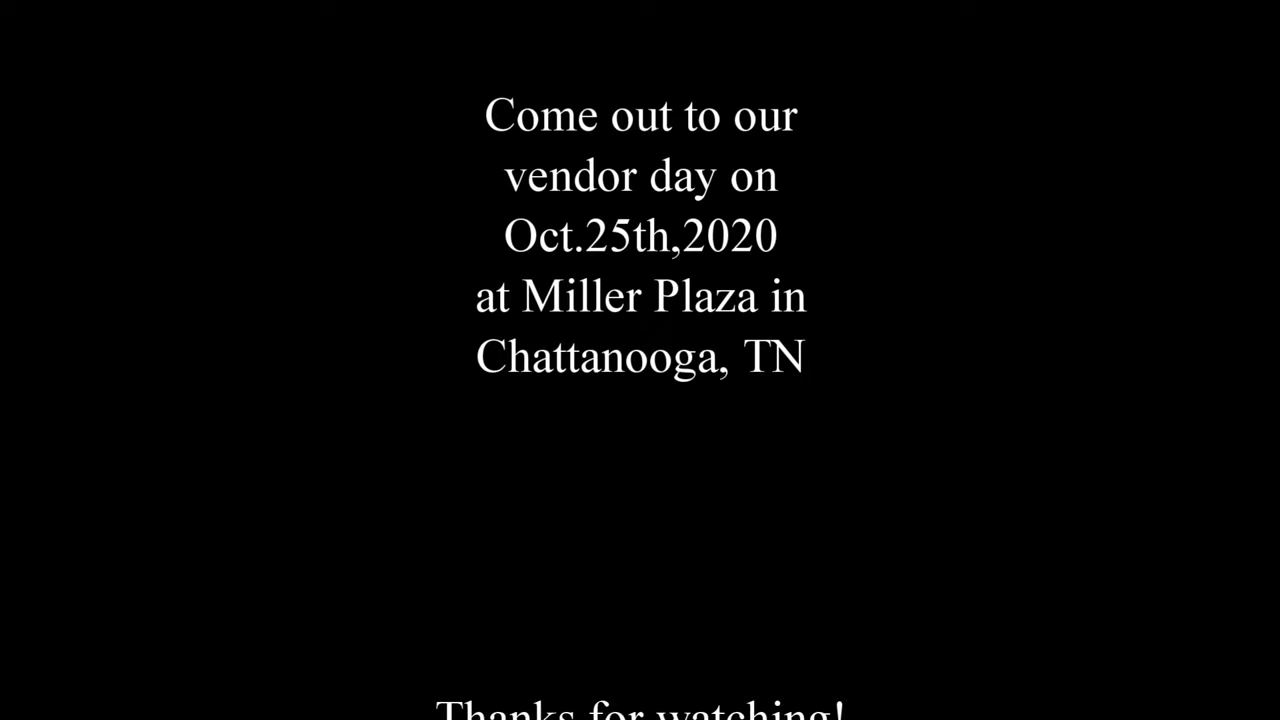 Come out to our
vendor day on
Oct.25th,2020
at Miller Plaza in
Chattanooga, TN
Thanks for watching!